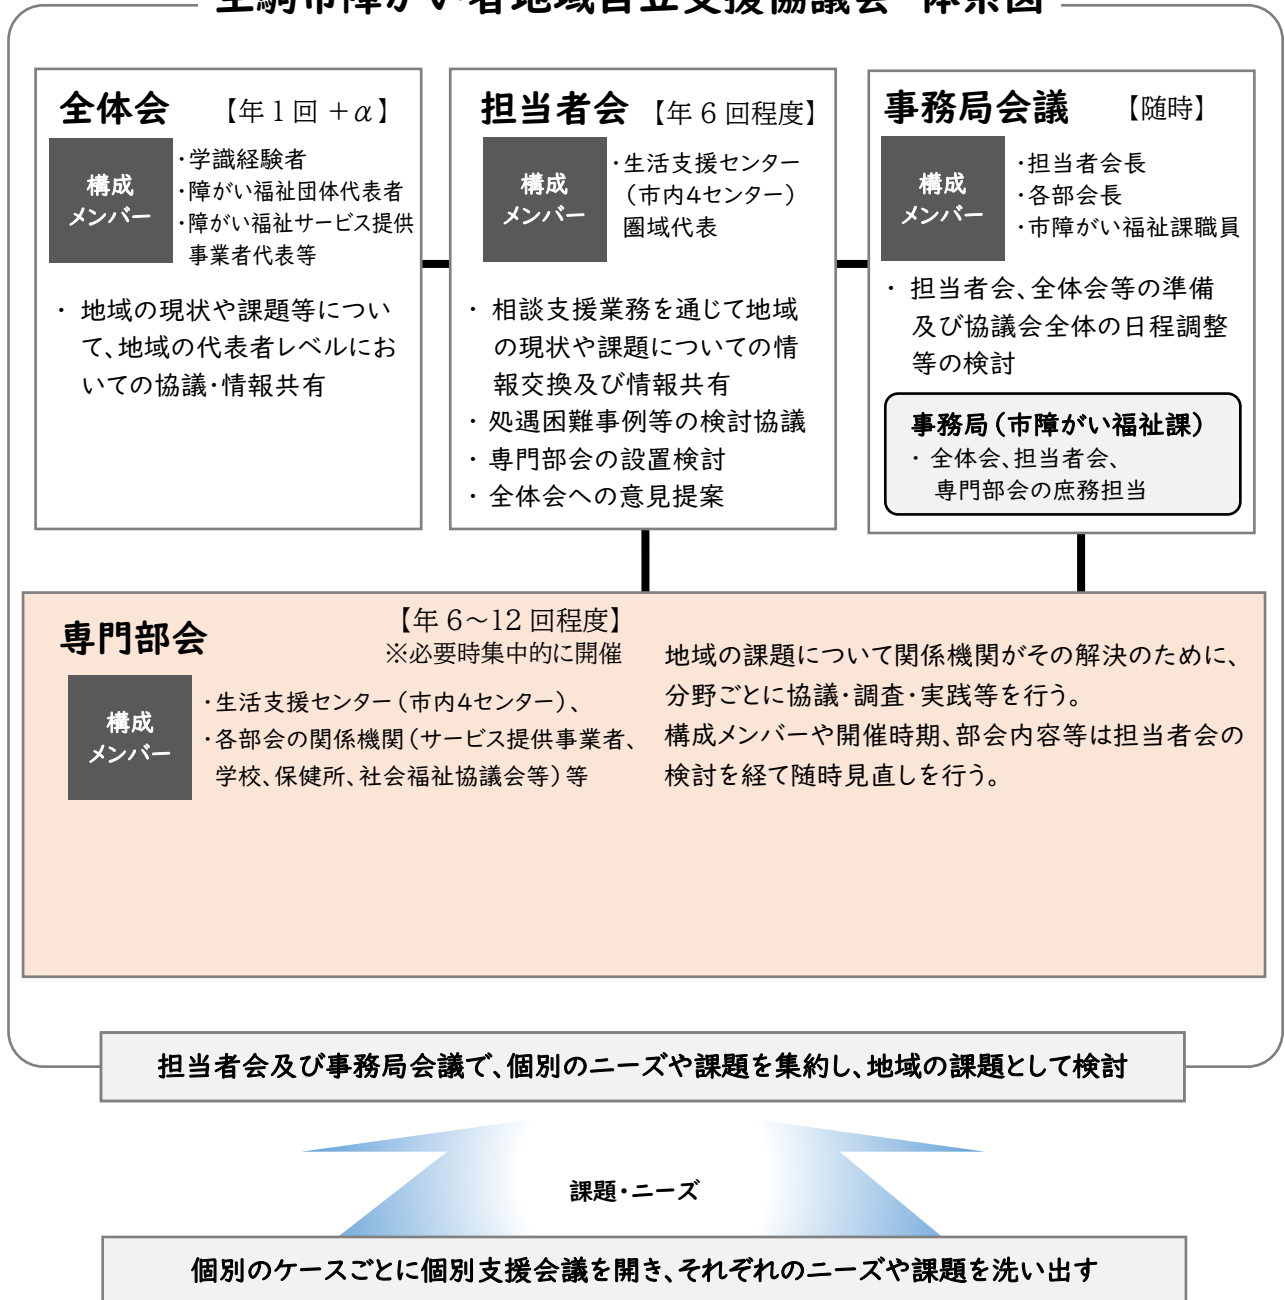 生駒市障がい者地域自立支援協議会 体系図
全体会 【年1回 +α】
構成
メンバー
・学識経験者
・障がい福祉団体代表者
・障がい福祉サービス提供
事業者代表等
・ 地域の現状や課題等につい
て、地域の代表者レベルにお
いての協議・情報共有
担当者会 【年 6 回程度】
構成
メンバー
・生活支援センター
（市内4センター）
圏域代表
・ 相談支援業務を通じて地域
の現状や課題についての情
報交換及び情報共有
・ 処遇困難事例等の検討協議
・ 専門部会の設置検討
・ 全体会への意見提案
事務局会議 【随時】
構成
メンバー
・担当者会長
・各部会長
・市障がい福祉課職員
・ 担当者会、全体会等の準備
及び協議会全体の日程調整
等の検討
事務局（市障がい福祉課）
・ 全体会、担当者会、
専門部会の庶務担当
専門部会 【年 6～12 回程度】
※必要時集中的に開催
構成
メンバー
・生活支援センター（市内4センター）、
・各部会の関係機関（サービス提供事業者、
学校、保健所、社会福祉協議会等）等
地域の課題について関係機関がその解決のために、
分野ごとに協議・調査・実践等を行う。
構成メンバーや開催時期、部会内容等は担当者会の
検討を経て随時見直しを行う。
担当者会及び事務局会議で、個別のニーズや課題を集約し、地域の課題として検討
課題・ニーズ
個別のケースごとに個別支援会議を開き、それぞれのニーズや課題を洗い出す